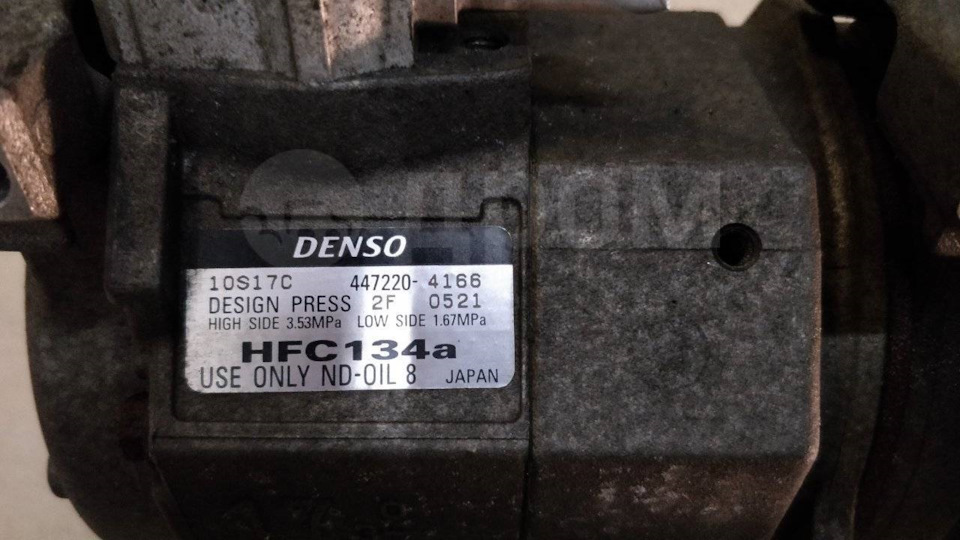 ДРОМ
DENSO
10S17C 447220-4166
DESIGN PRESS 2F 0521
HIGH SIDE 3.53MPa LOW SIDE 1.67MPa
HFC134a
USE ONLY ND-OIL 8 JAPAN